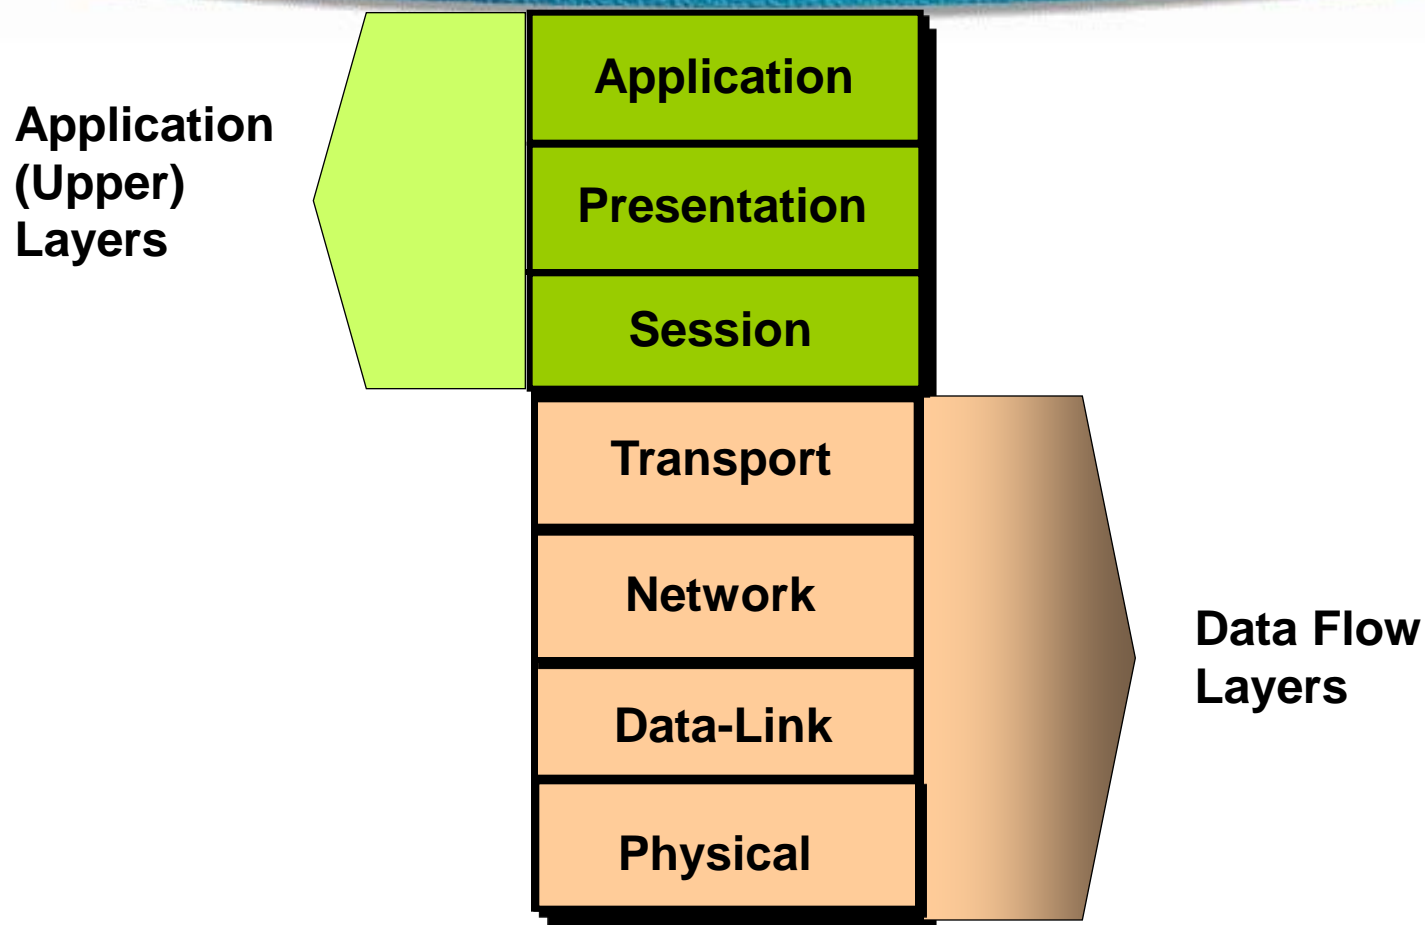 Application
(Upper)
Layers
Application
Presentation
Session
Transport
Network
Data-Link
Physical
Data Flow
Layers